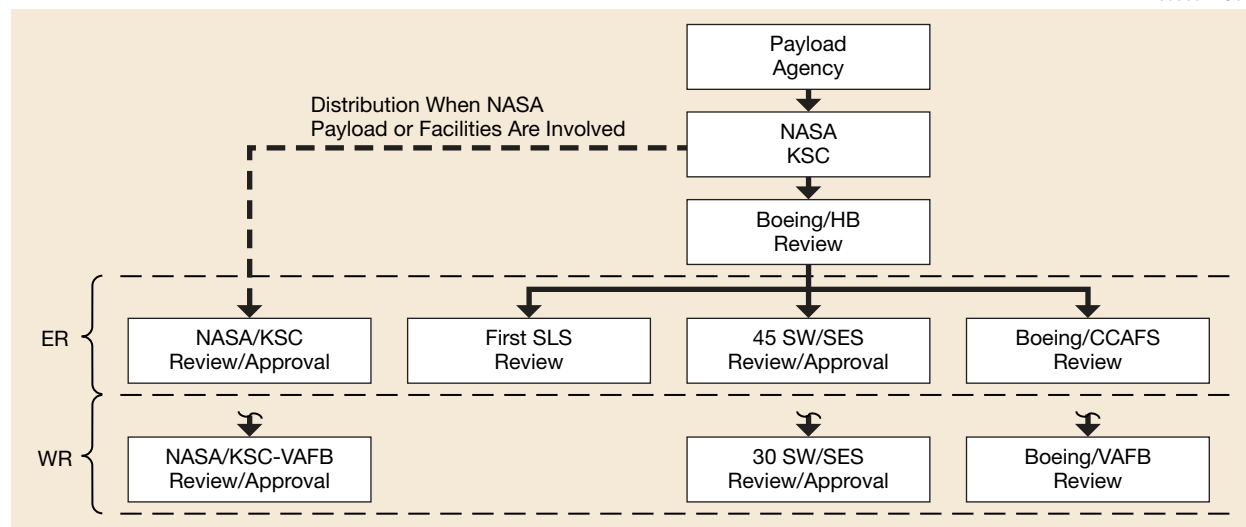 Payload
Agency
Distribution When NASA
Payload or Facilities Are Involved
NASA
KSC
Boeing/HB
Review
ER
NASA/KSC
Review/Approval
First SLS
Review
45 SW/SES
Review/Approval
Boeing/CCAFS
Review
WR
NASA/KSC-VAFB
Review/Approval
30 SW/SES
Review/Approval
Boeing/VAFB
Review